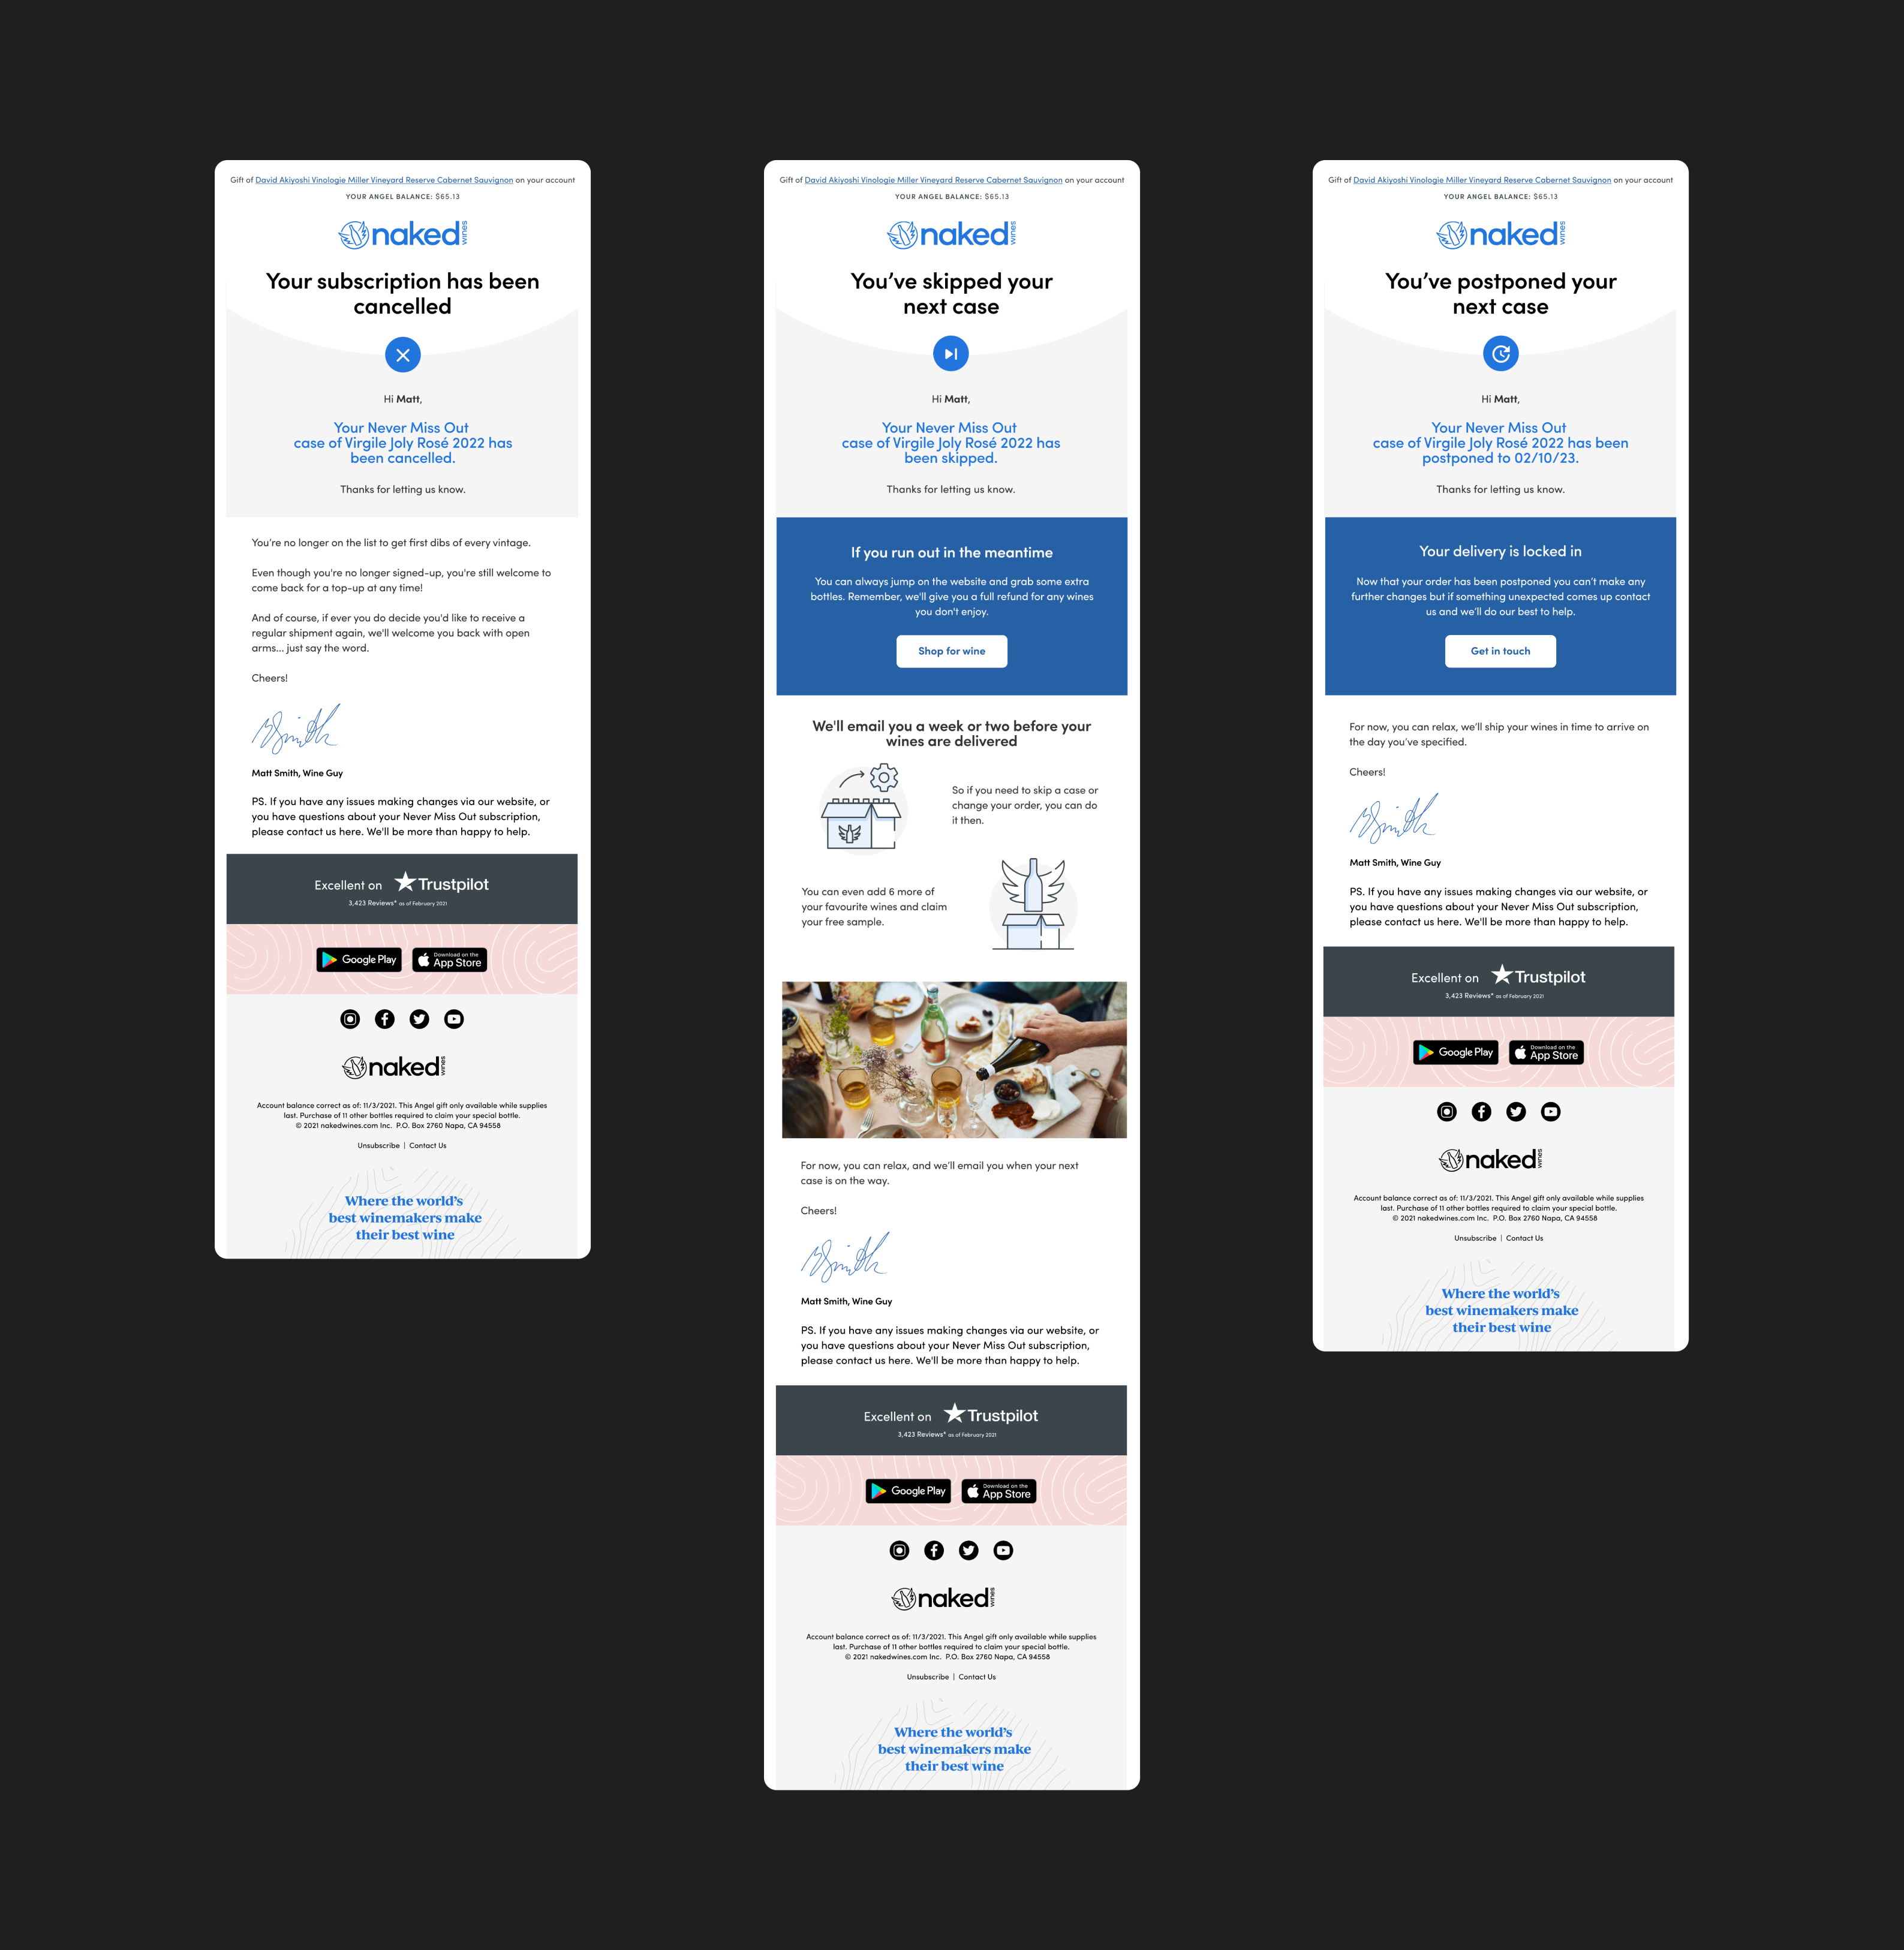 Gift of David Akiyoshi Vinologie Miller Vineyard Reserve Cabernet Sauvignon on your account
YOUR ANGEL BALANCE: $65.13
naked wines
Your subscription has been
cancelled
Hi Matt,
Your Never Miss Out
case of Virgile Joly Rosé 2022 has
been cancelled.
Thanks for letting us know.
You're no longer on the list to get first dibs of every vintage.
Even though you're no longer signed-up, you're still welcome to
come back for a top-up at any time!
And of course, if ever you do decide you'd like to receive a
regular shipment again, we'll welcome you back with open
arms... just say the word.
Cheers!
Matt Smith, Wine Guy
PS. If you have any issues making changes via our website, or
you have questions about your Never Miss Out subscription,
please contact us here. We'll be more than happy to help.
Excellent on Trustpilot
3,423 Reviews* as of February 2021
Google Play
Download on the
App Store
naked wines
Account balance correct as of: 11/3/2021. This Angel gift only available while supplies
last. Purchase of 11 other bottles required to claim your special bottle.
© 2021 nakedwines.com Inc. P.O. Box 2760 Napa, CA 94558
Unsubscribe | Contact Us
Where the world's
best winemakers make
their best wine
Gift of David Akiyoshi Vinologie Miller Vineyard Reserve Cabernet Sauvignon on your account
YOUR ANGEL BALANCE: $65.13
naked wines
You've skipped your
next case
Hi Matt,
Your Never Miss Out
case of Virgile Joly Rosé 2022 has
been skipped.
Thanks for letting us know.
If you run out in the meantime
You can always jump on the website and grab some extra
bottles. Remember, we'll give you a full refund for any wines
you don't enjoy.
Shop for wine
We'll email you a week or two before your
wines are delivered
So if you need to skip a case or
change your order, you can do
it then.
You can even add 6 more of
your favourite wines and claim
your free sample.
For now, you can relax, and we'll email you when your next
case is on the way.
Cheers!
Matt Smith, Wine Guy
PS. If you have any issues making changes via our website, or
you have questions about your Never Miss Out subscription,
please contact us here. We'll be more than happy to help.
Excellent on Trustpilot
3,423 Reviews* as of February 2021
Google Play
Download on the
App Store
naked wines
Account balance correct as of: 11/3/2021. This Angel gift only available while supplies
last. Purchase of 11 other bottles required to claim your special bottle.
© 2021 nakedwines.com Inc. P.O. Box 2760 Napa, CA 94558
Unsubscribe | Contact Us
Where the world's
best winemakers make
their best wine
Gift of David Akiyoshi Vinologie Miller Vineyard Reserve Cabernet Sauvignon on your account
YOUR ANGEL BALANCE: $65.13
naked wines
You've postponed your
next case
Hi Matt,
Your Never Miss Out
case of Virgile Joly Rosé 2022 has been
postponed to 02/10/23.
Thanks for letting us know.
Your delivery is locked in
Now that your order has been postponed you can't make any
further changes but if something unexpected comes up contact
us and we'll do our best to help.
Get in touch
For now, you can relax, we'll ship your wines in time to arrive on
the day you've specified.
Cheers!
Matt Smith, Wine Guy
PS. If you have any issues making changes via our website, or
you have questions about your Never Miss Out subscription,
please contact us here. We'll be more than happy to help.
Excellent on Trustpilot
3,423 Reviews* as of February 2021
Google Play
Download on the
App Store
naked wines
Account balance correct as of: 11/3/2021. This Angel gift only available while supplies
last. Purchase of 11 other bottles required to claim your special bottle.
© 2021 nakedwines.com Inc. P.O. Box 2760 Napa, CA 94558
Unsubscribe | Contact Us
Where the world's
best winemakers make
their best wine